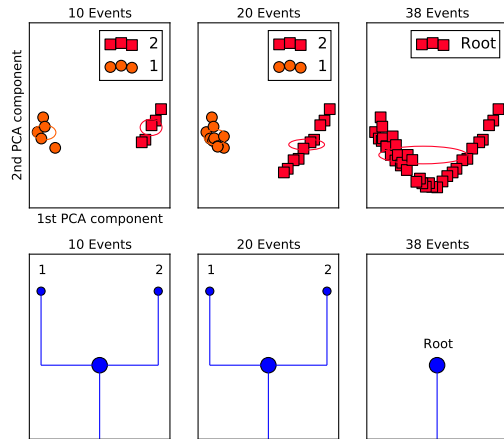 10 Events
20 Events
38 Events
2
1
2
1
Root
2nd PCA component
1st PCA component
10 Events
20 Events
38 Events
1
2
1
2
Root